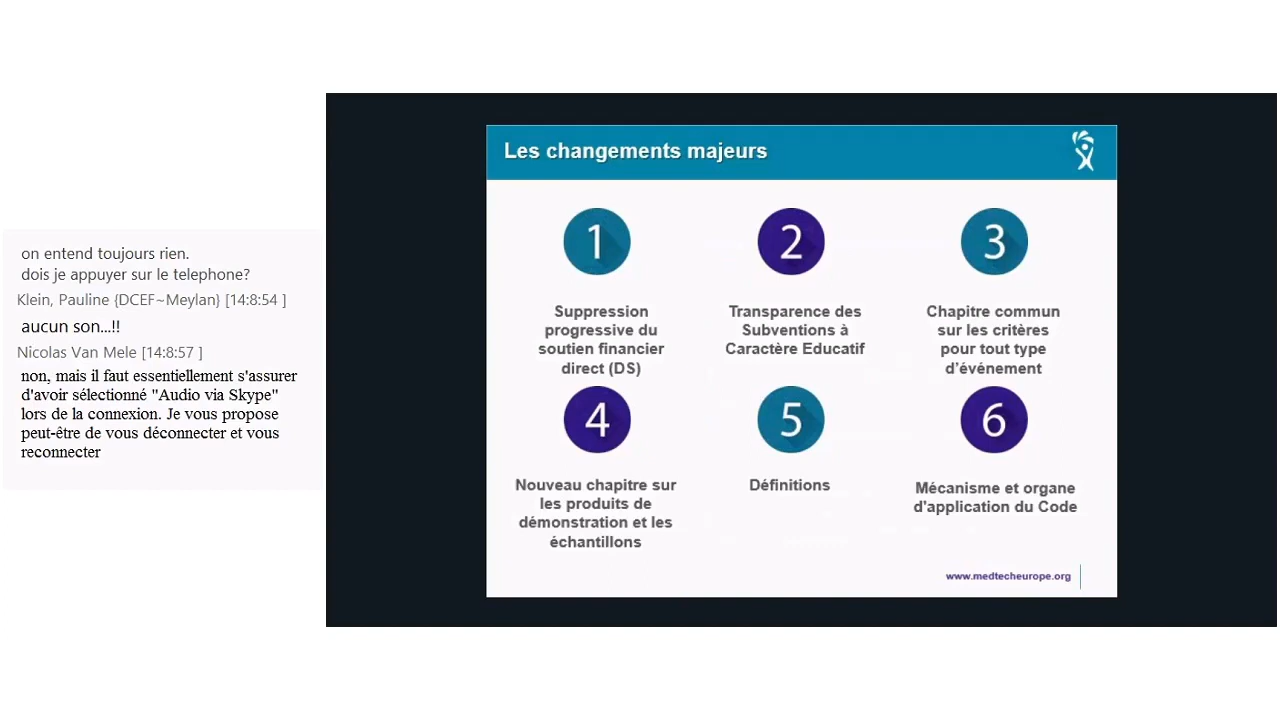 on entend toujours rien.
dois je appuyer sur le telephone?
Klein, Pauline {DCEF~Meylan} [14:8:54 ]
aucun son...!!
Nicolas Van Mele [14:8:57 ]
non, mais il faut essentiellement s'assurer
d'avoir sélectionné "Audio via Skype"
lors de la connexion. Je vous propose
peut-être de vous déconnecter et vous
reconnecter
Les changements majeurs
1
Suppression
progressive du
soutien financier
direct (DS)
2
Transparence des
Subventions à
Caractère Educatif
3
Chapitre commun
sur les critères
pour tout type
d'événement
4
Nouveau chapitre sur
les produits de
démonstration et les
échantillons
5
Définitions
6
Mécanisme et organe
d'application du Code
www.medtecheurope.org